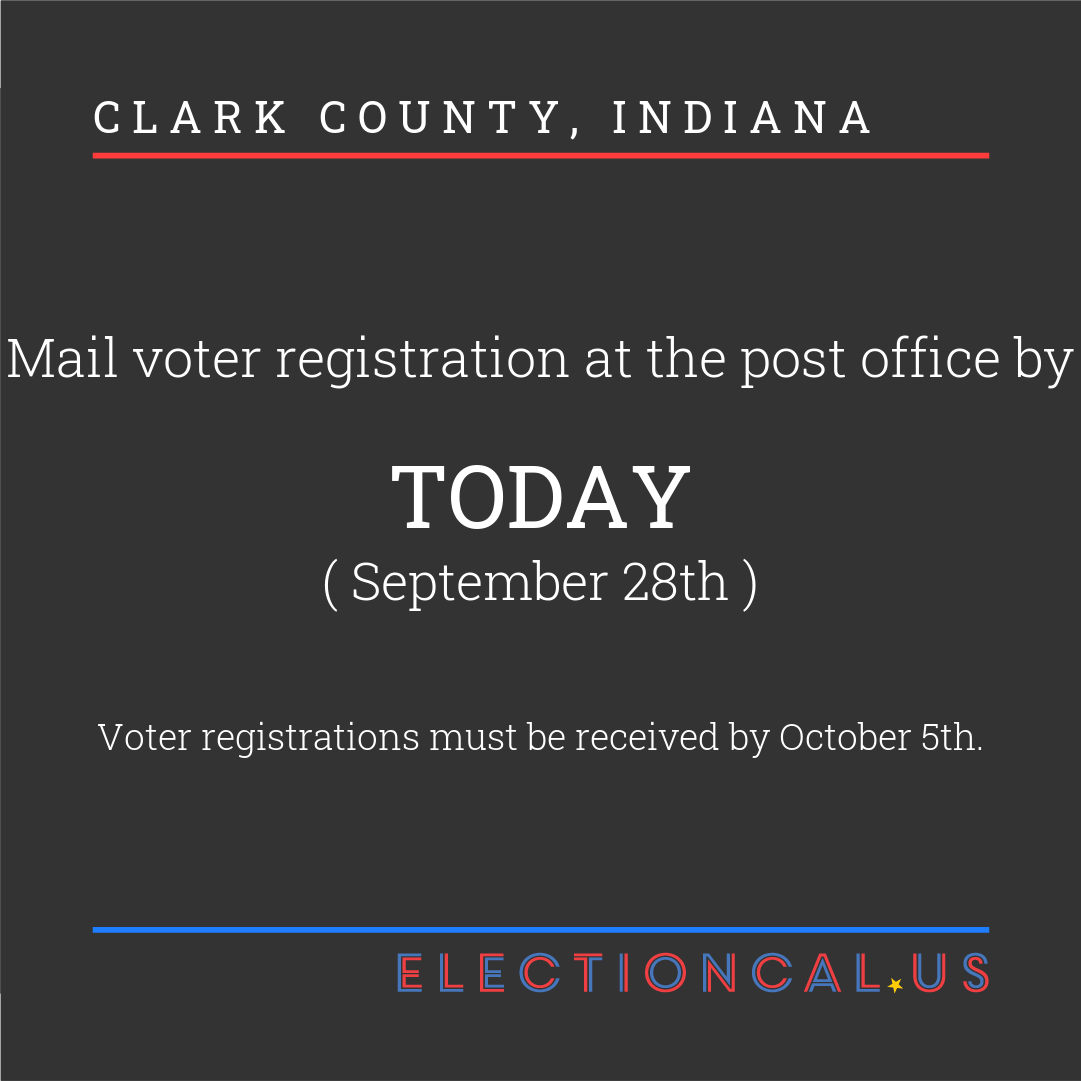 CLARK COUNTY, INDIANA
Mail voter registration at the post office by
TODAY
( September 28th )
Voter registrations must be received by October 5th.
ELECTIONCAL.US